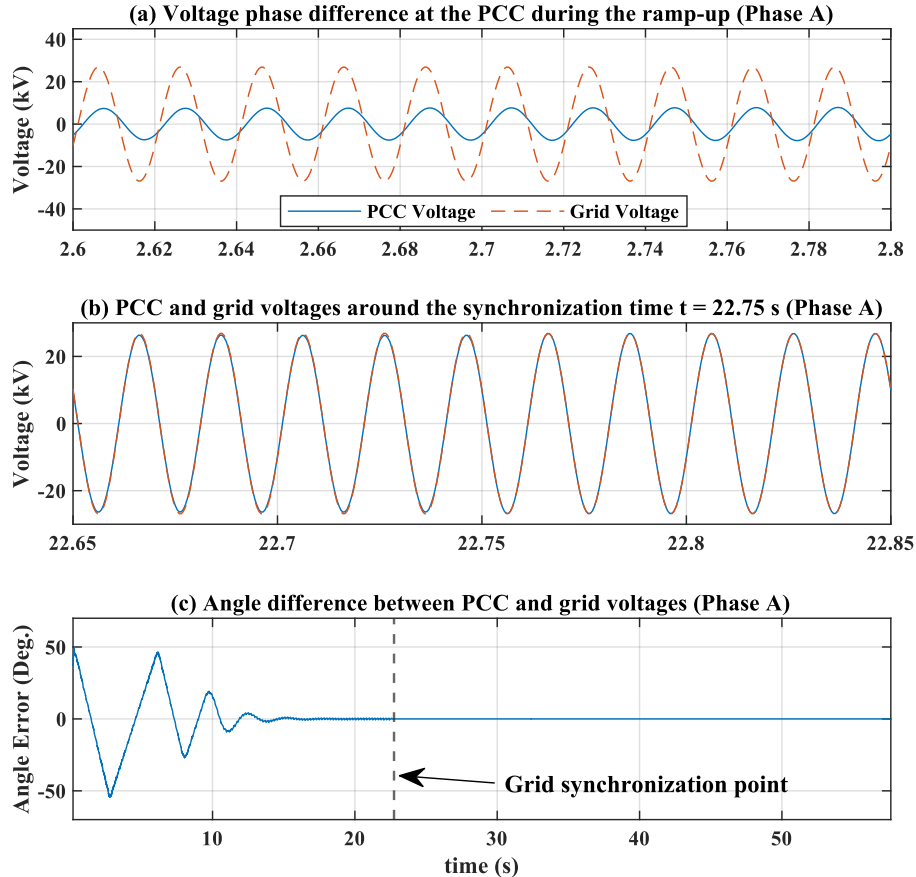 (a) Voltage phase difference at the PCC during the ramp-up (Phase A)
Voltage (kV)
40
20
0
-20
-40
PCC Voltage Grid Voltage
2.6 2.62 2.64 2.66 2.68 2.7 2.72 2.74 2.76 2.78 2.8
(b) PCC and grid voltages around the synchronization time t = 22.75 s (Phase A)
Voltage (kV)
20
0
-20
22.65 22.7 22.75 22.8 22.85
(c) Angle difference between PCC and grid voltages (Phase A)
Angle Error (Deg.)
50
0
-50
Grid synchronization point
10 20 30 40 50
time (s)